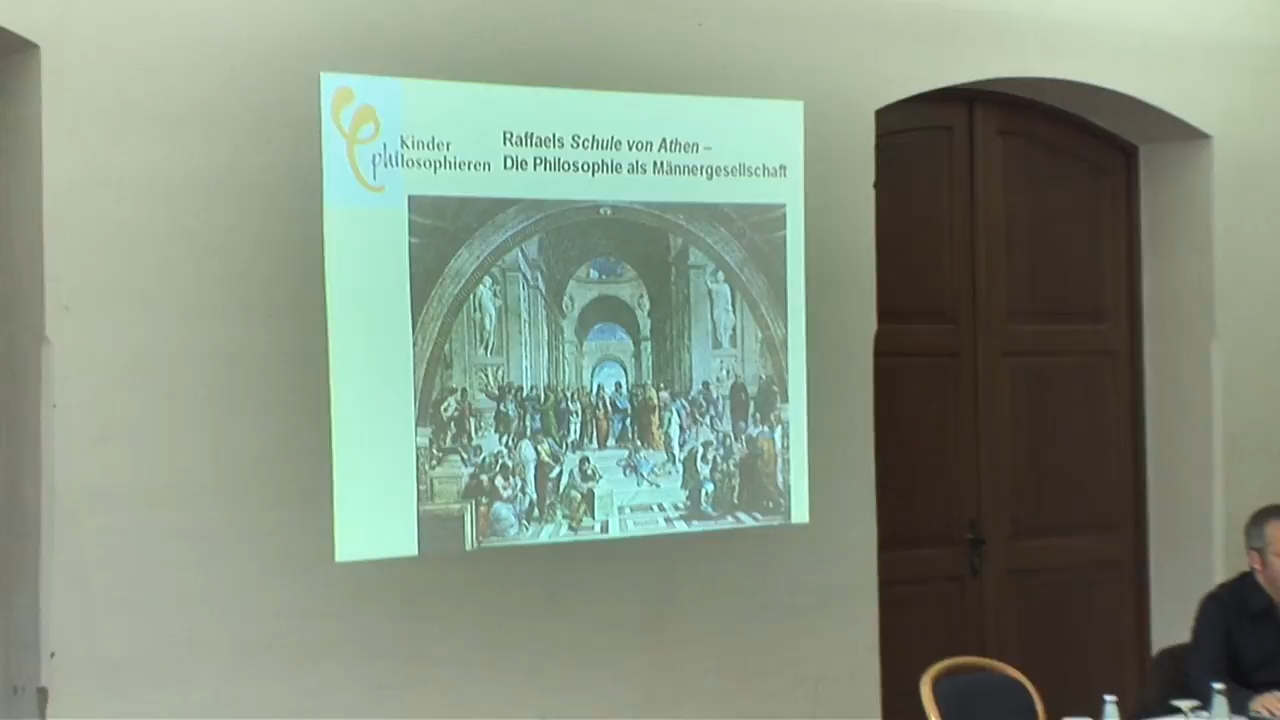 Kinder
philosophieren
Raffaels Schule von Athen –
Die Philosophie als Männergesellschaft